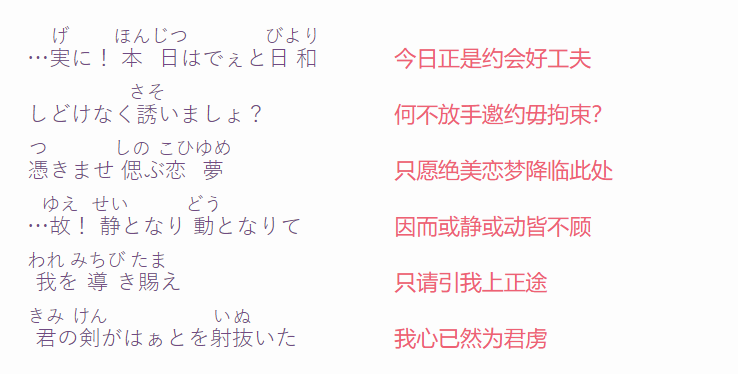 げ ほんじつ びより
…実に！ 本 日はでぇと日 和 今日正是约会好工夫
さそ
しどけなく誘いましょ？ 何不放手邀约毋拘束？
つ しの こひゆめ
憑きませ 偲ぶ恋 夢 只愿绝美恋梦降临此处
ゆえ せい どう
…故！ 静となり 動となりて 因而或静或动皆不顾
われ みちび たま
我を 導 き賜え 只请引我上正途
きみ けん いぬ
君の剣がはぁとを射抜いた 我心已然为君虏